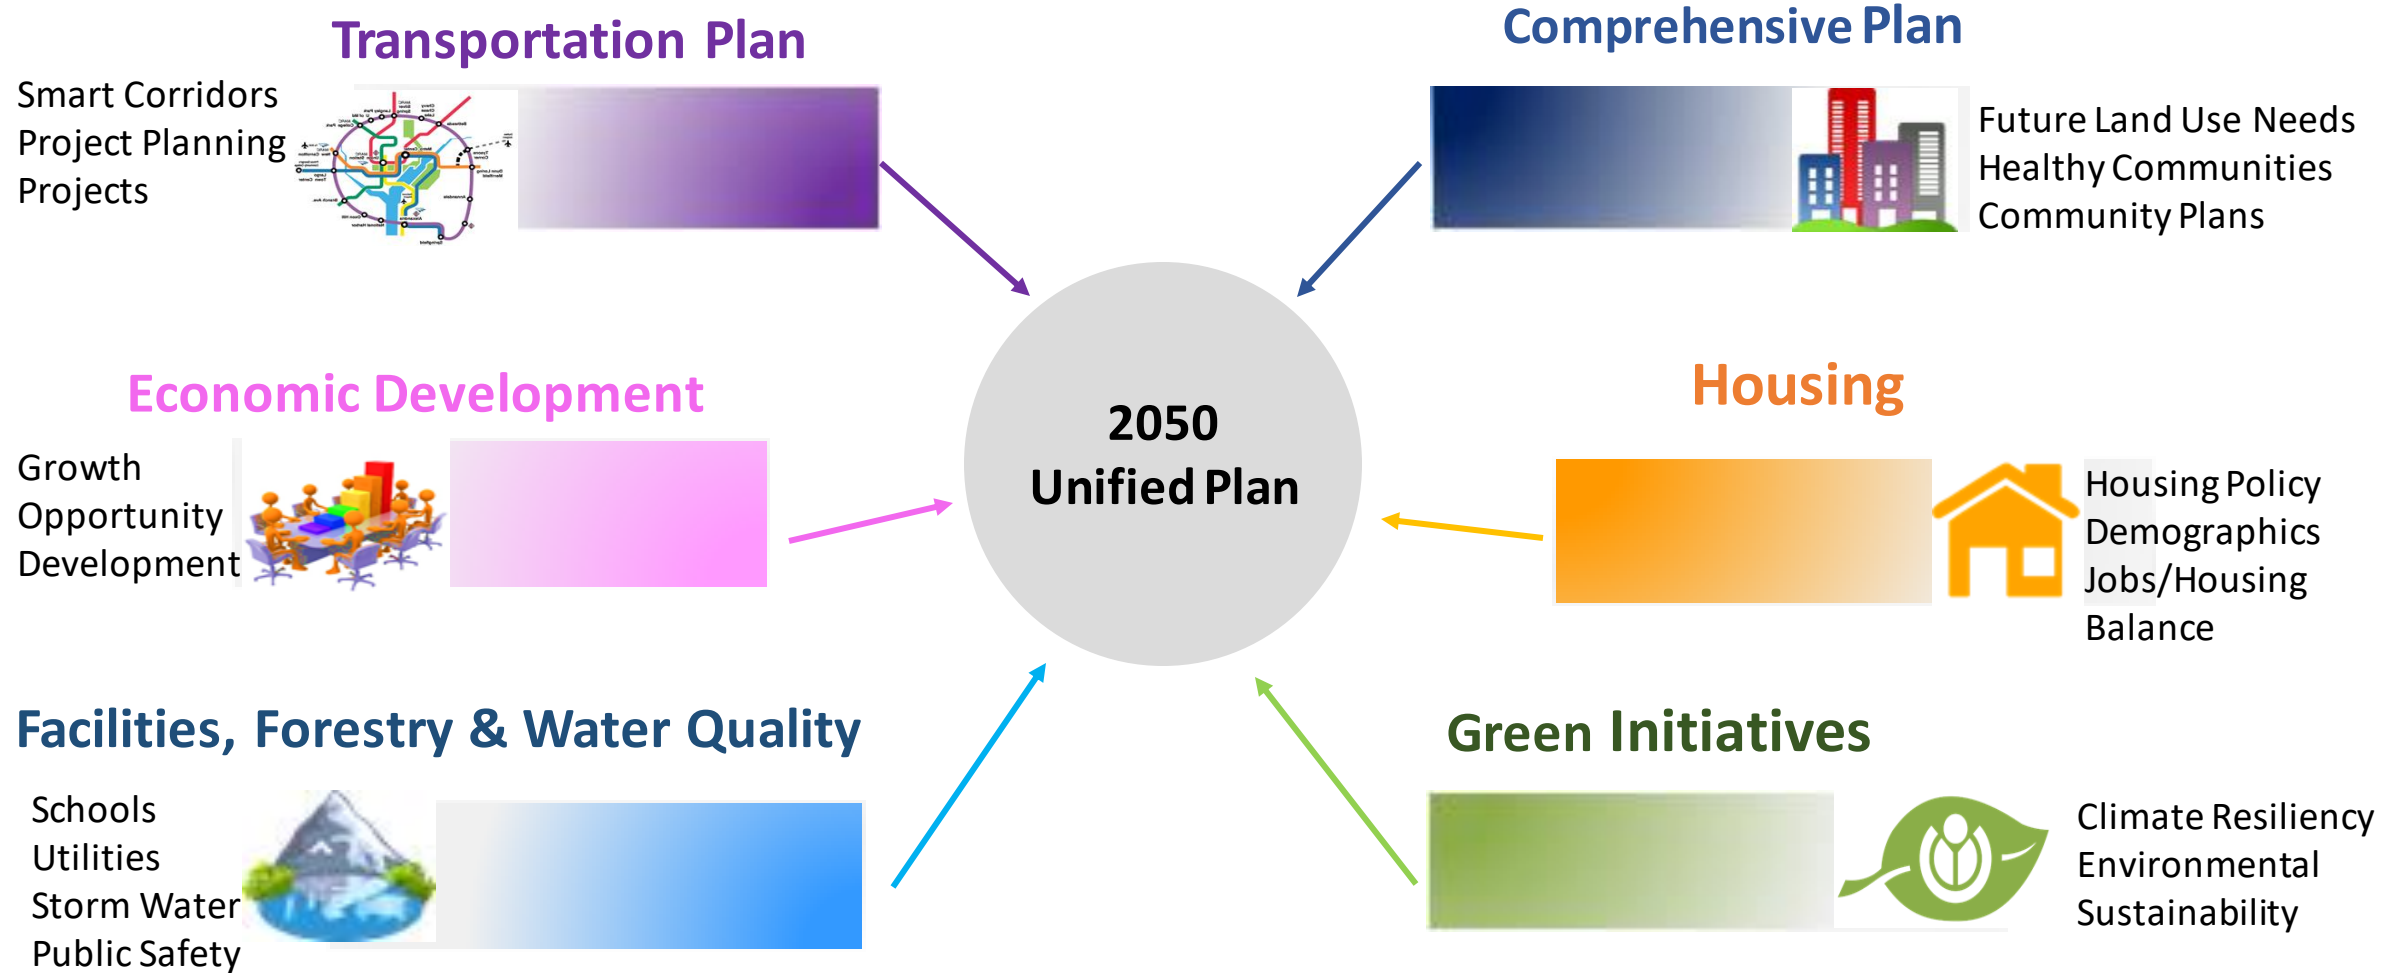 Transportation Plan
Smart Corridors
Project Planning
Projects
Comprehensive Plan
Future Land Use Needs
Healthy Communities
Community Plans
2050
Unified Plan
Economic Development
Growth
Opportunity
Development
Housing
Housing Policy
Demographics
Jobs/Housing
Balance
Facilities, Forestry & Water Quality
Schools
Utilities
Storm Water
Public Safety
Green Initiatives
Climate Resiliency
Environmental
Sustainability